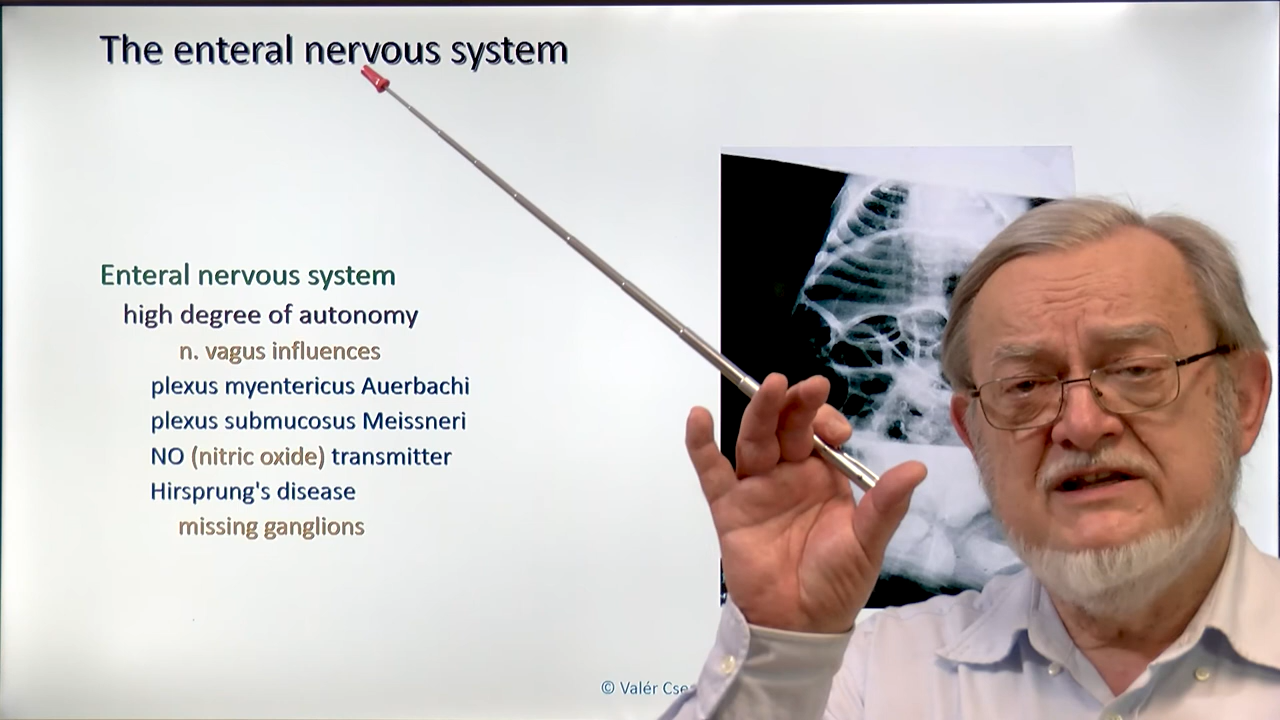 The enteral nervous system
Enteral nervous system
high degree of autonomy
n. vagus influences
plexus myentericus Auerbachi
plexus submucosus Meissneri
NO (nitric oxide) transmitter
Hirsprung's disease
missing ganglions
© Valér